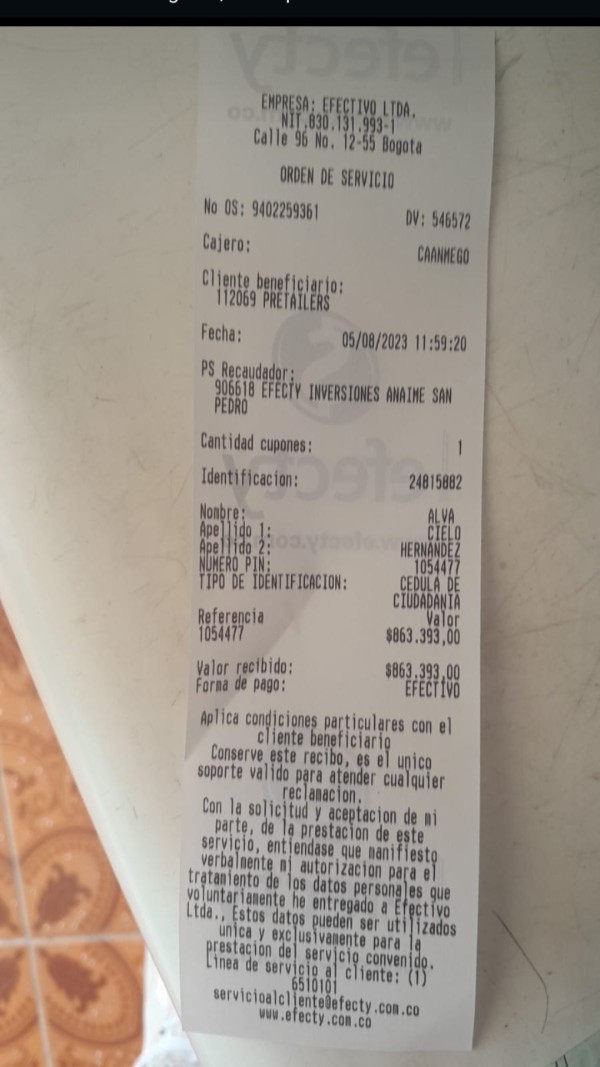 efecty
EMPRESA: EFECTIVO LTDA.
NIT.830.131.993-1
Calle 96 No. 12-55 Bogota
ORDEN DE SERVICIO
No OS: 9402259361 DV: 546572
Cajero: CAANMEGO
Cliente beneficiario:
112069 PRETAILERS
Fecha: 05/08/2023 11:59:20
PS Recaudador:
906618 EFECTY INVERSIONES ANAIME SAN
PEDRO
Cantidad cupones: 1
Identificacion: 24815882
Nombre: ALVA
Apellido 1: CIELO
Apellido 2: HERNANDEZ
NUMERO PIN: 1054477
TIPO DE IDENTIFICACION: CEDULA DE
CIUDADANIA
Referencia Valor
1054477 $863.393,00
Valor recibido: $863.393,00
Forma de pago: EFECTIVO
Aplica condiciones particulares con el
cliente beneficiario
Conserve este recibo, es el unico
soporte valido para atender cualquier
reclamacion.
Con la solicitud y aceptacion de mi
parte, de la prestacion de este
servicio, entiendase que manifiesto
verbalmente mi autorizacion para el
tratamiento de los datos personales que
voluntariamente he entregado a Efectivo
Ltda., Estos datos pueden ser utilizados
unica y exclusivamente para la
prestacion del servicio convenido.
Linea de servicio al cliente: (1)
6510101
servicioalcliente@efecty.com.co
www.efecty.com.co